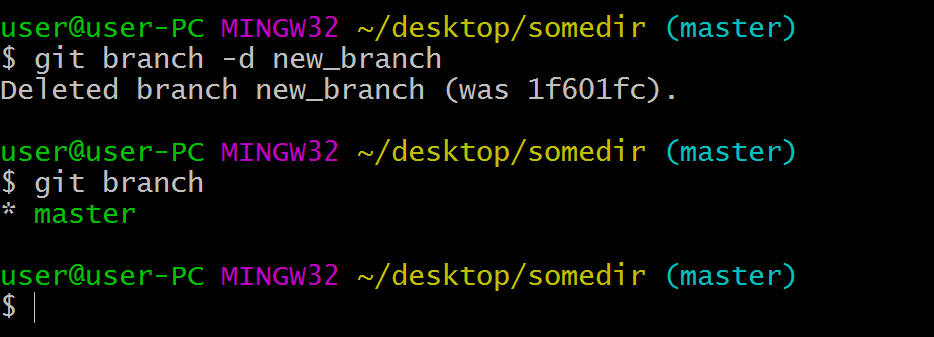 user@user-PC MINGW32 ~/desktop/somedir (master)
$ git branch -d new_branch
Deleted branch new_branch (was 1f601fc).
user@user-PC MINGW32 ~/desktop/somedir (master)
$ git branch
* master
user@user-PC MINGW32 ~/desktop/somedir (master)
$